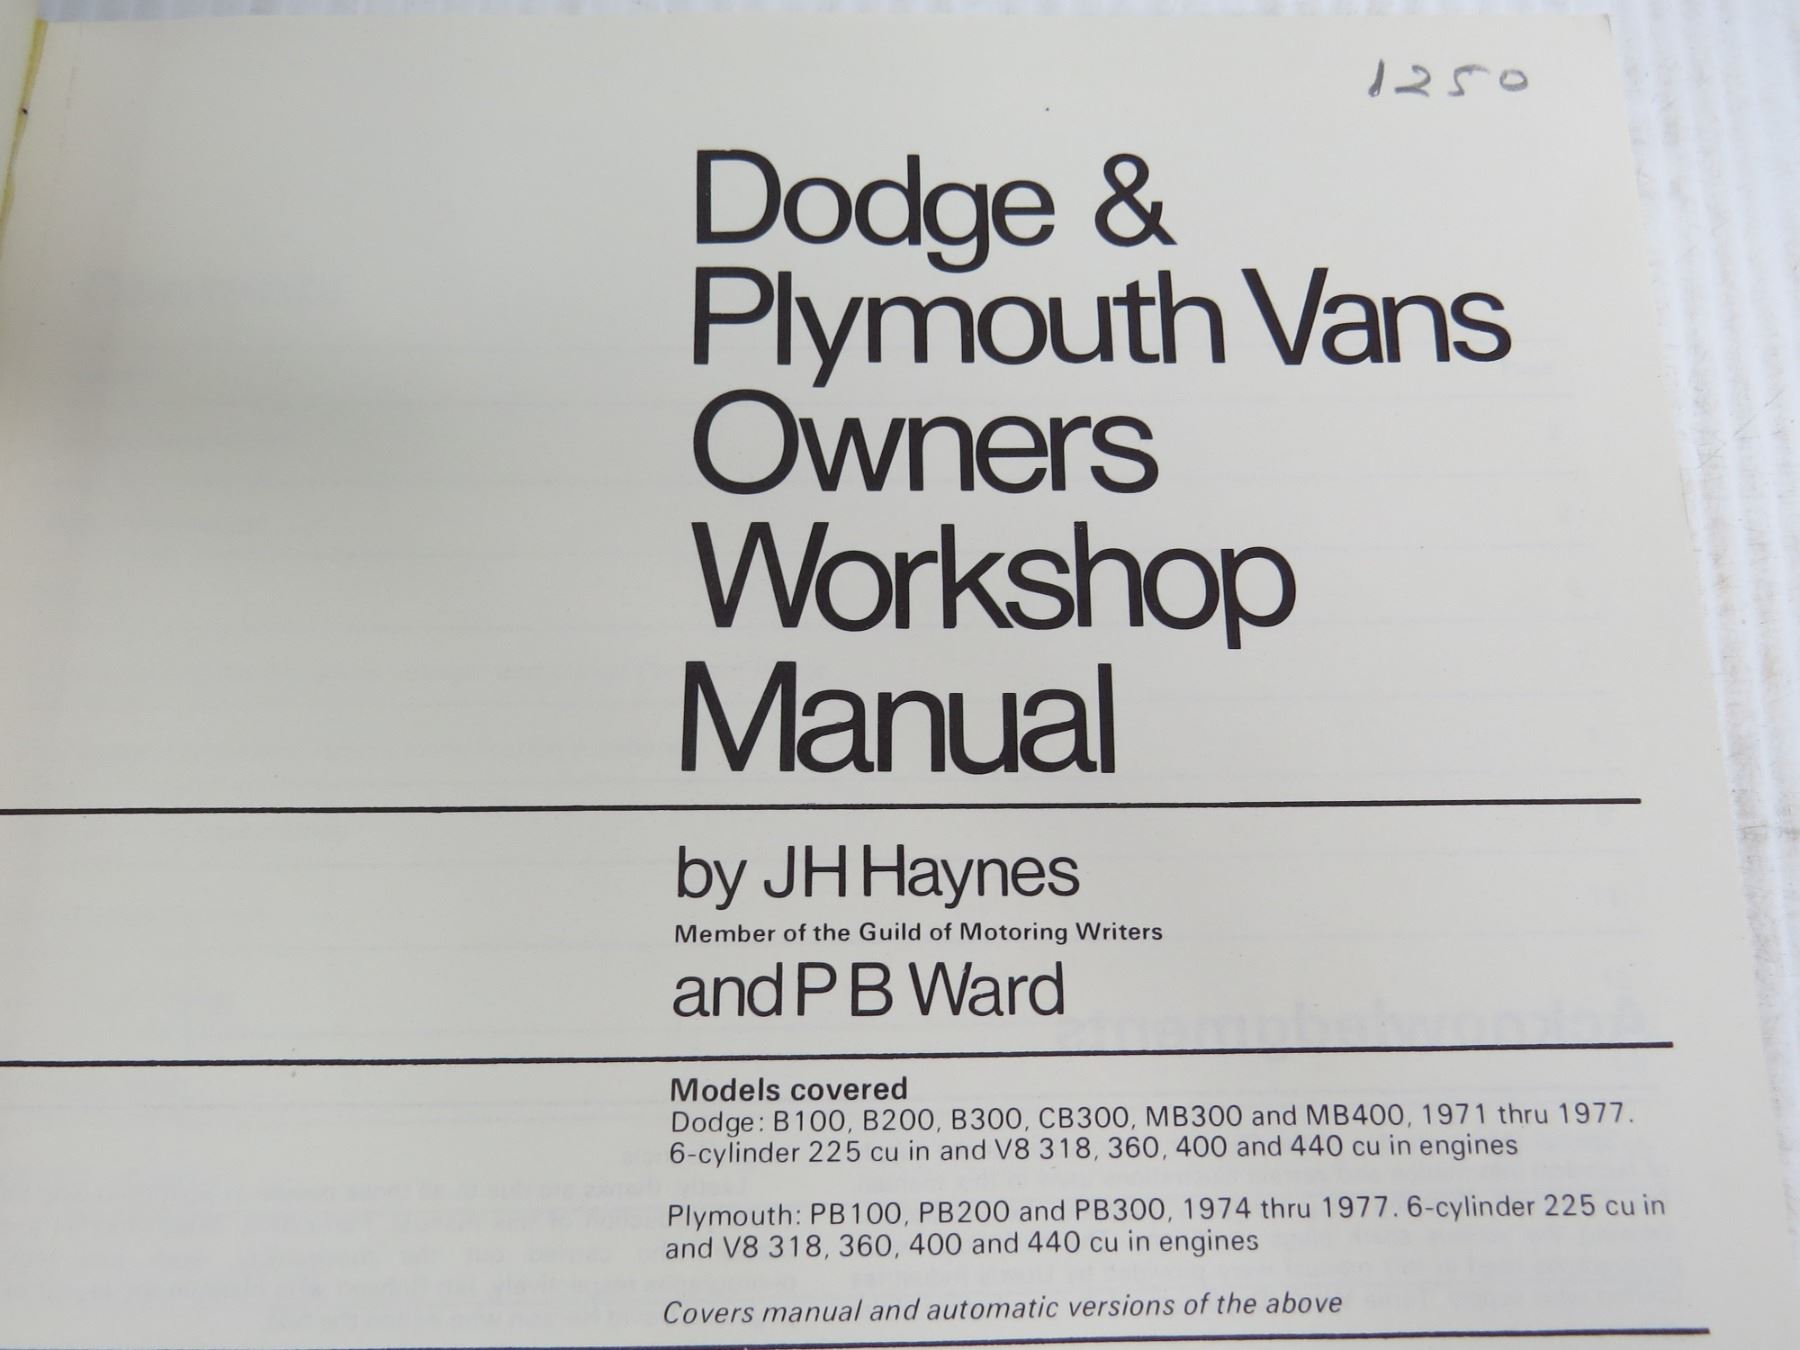 1250
Dodge &
Plymouth Vans
Owners
Workshop
Manual
by JH Haynes
Member of the Guild of Motoring Writers
and P B Ward
Models covered
Dodge: B100, B200, B300, CB300, MB300 and MB400, 1971 thru 1977.
6-cylinder 225 cu in and V8 318, 360, 400 and 440 cu in engines
Plymouth: PB100, PB200 and PB300, 1974 thru 1977. 6-cylinder 225 cu in
and V8 318, 360, 400 and 440 cu in engines
Covers manual and automatic versions of the above